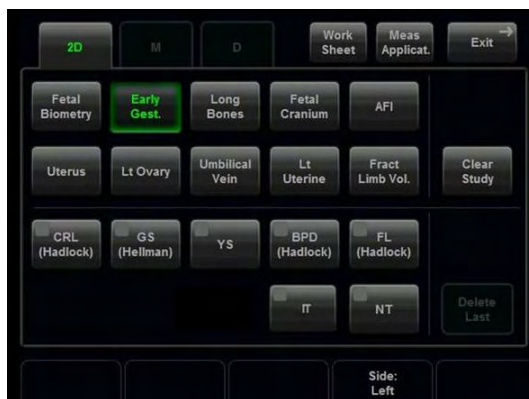 2D
M
D
Work
Sheet
Meas
Applicat.
Exit
Fetal
Biometry
Early
Gest.
Long
Bones
Fetal
Cranium
AFI
Uterus
Lt Ovary
Umbilical
Vein
Lt
Uterine
Fract
Limb Vol.
Clear
Study
CRL
(Hadlock)
GS
(Hellman)
YS
BPD
(Hadlock)
FL
(Hadlock)
IT
NT
Delete
Last
Side:
Left